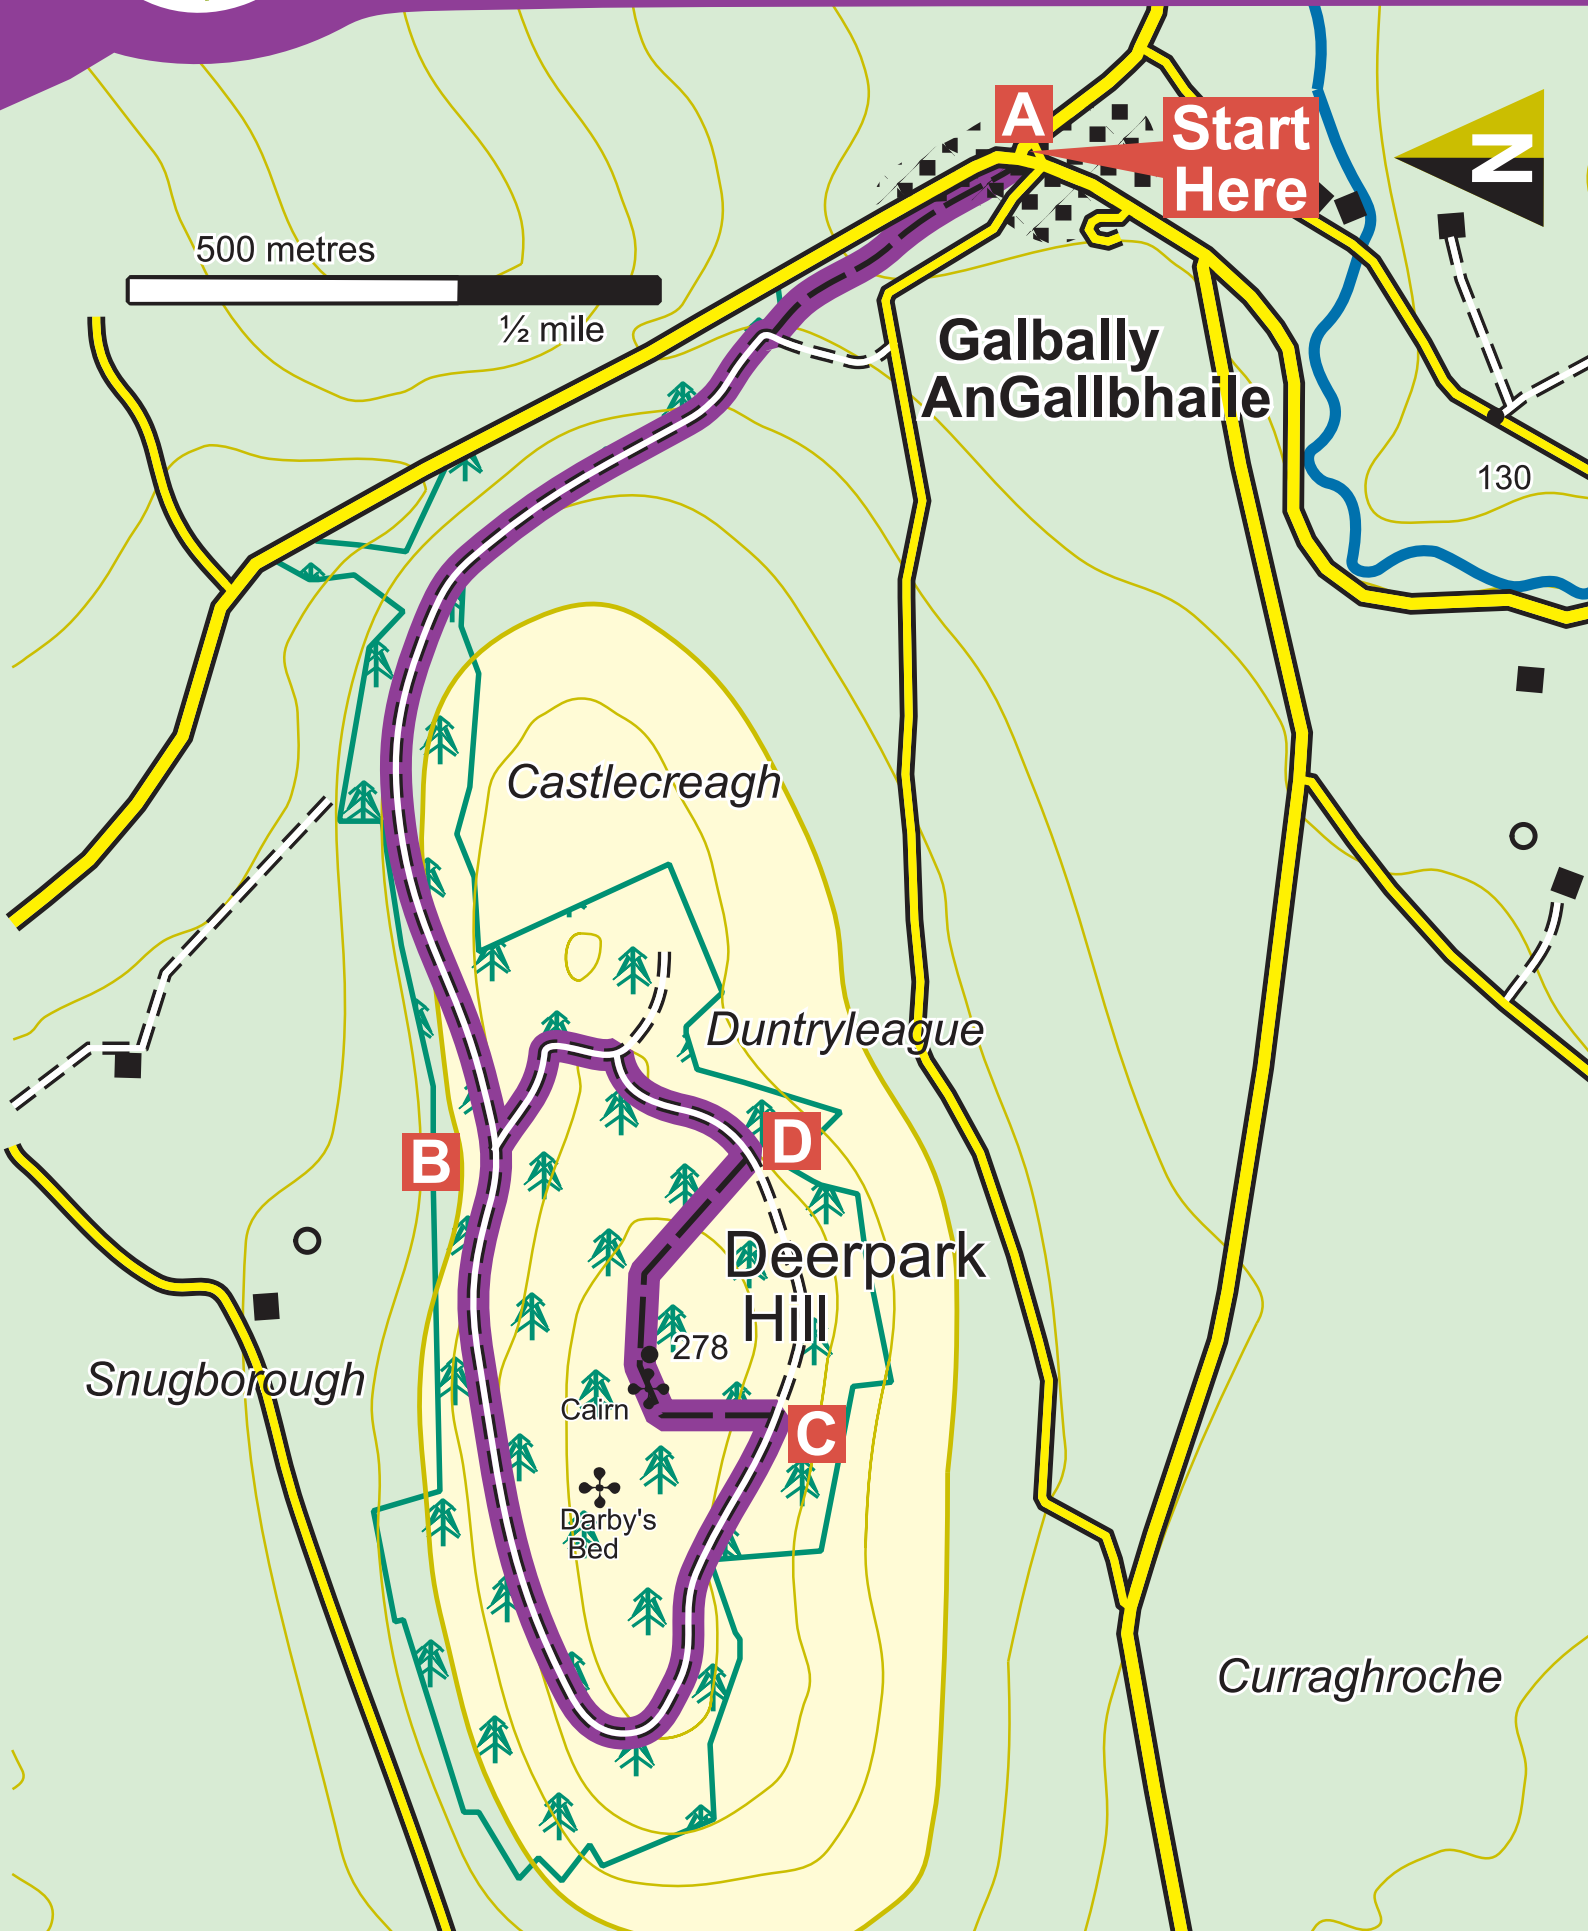 A
Start
Here
N
500 metres
½ mile
Galbally
AnGallbhaile
130
Castlecreagh
Duntryleague
D
B
Deerpark
Hill
278
Snugborough
Cairn
C
Darby's
Bed
Curraghroche